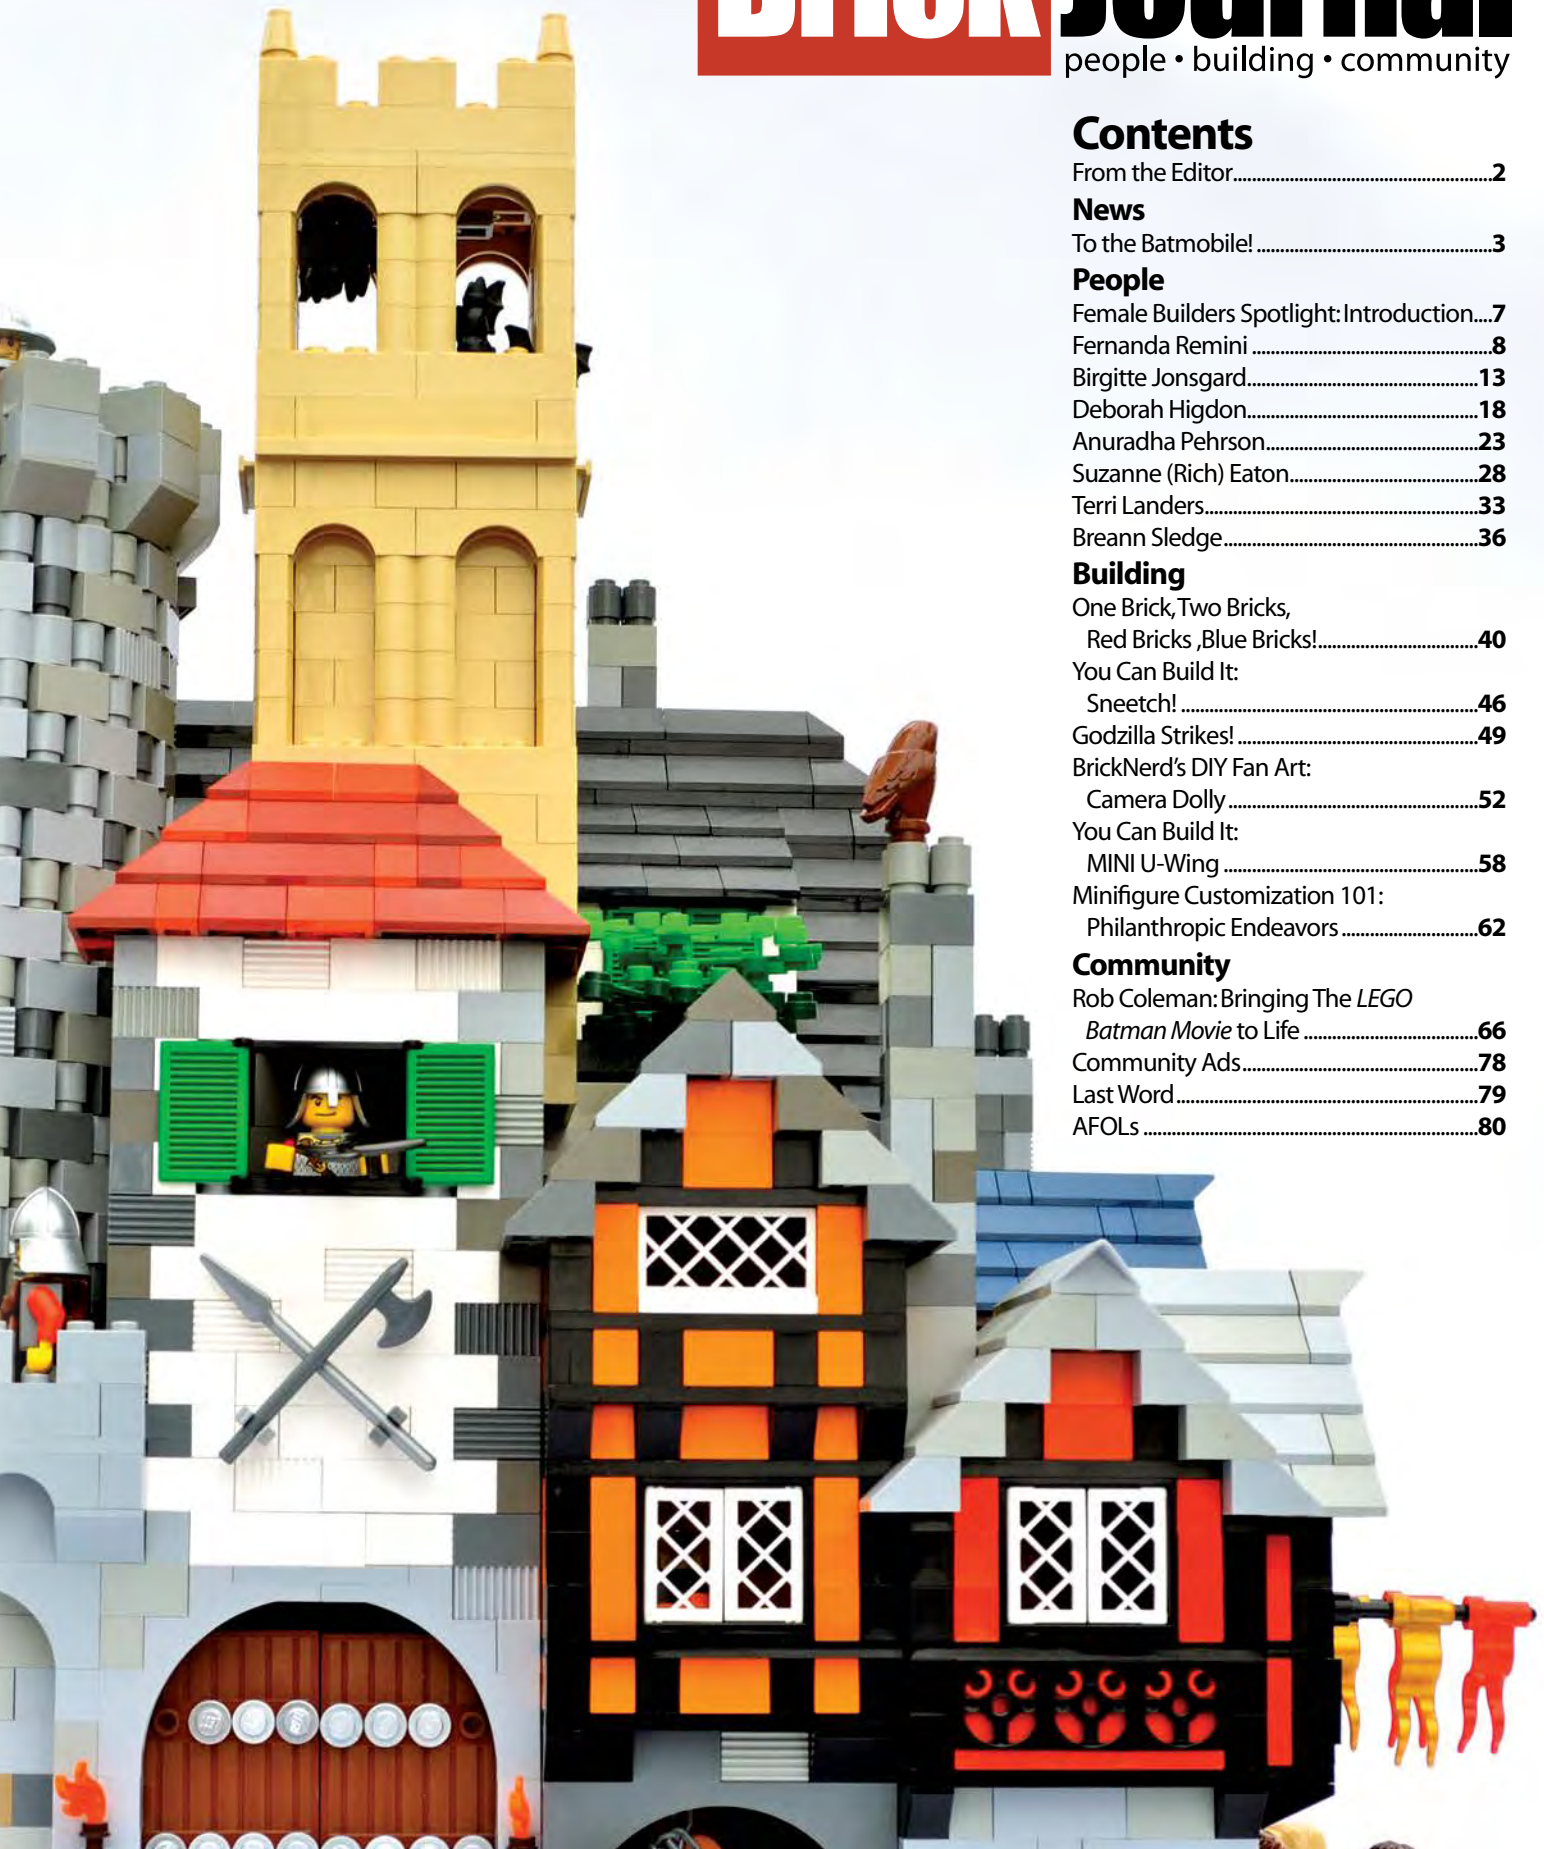 BrickJournal
people • building • community
Contents
From the Editor.......................................................2
News
To the Batmobile! ..................................................3
People
Female Builders Spotlight: Introduction....7
Fernanda Remini ...................................................8
Birgitte Jonsgard.................................................13
Deborah Higdon.................................................18
Anuradha Pehrson.............................................23
Suzanne (Rich) Eaton........................................28
Terri Landers..........................................................33
Breann Sledge......................................................36
Building
One Brick, Two Bricks,
Red Bricks ,Blue Bricks!..................................40
You Can Build It:
Sneetch! ...............................................................46
Godzilla Strikes! ...................................................49
BrickNerd’s DIY Fan Art:
Camera Dolly .....................................................52
You Can Build It:
MINI U-Wing ......................................................58
Minifigure Customization 101:
Philanthropic Endeavors .............................62
Community
Rob Coleman: Bringing The LEGO
Batman Movie to Life .....................................66
Community Ads..................................................78
Last Word................................................................79
AFOLs .......................................................................80